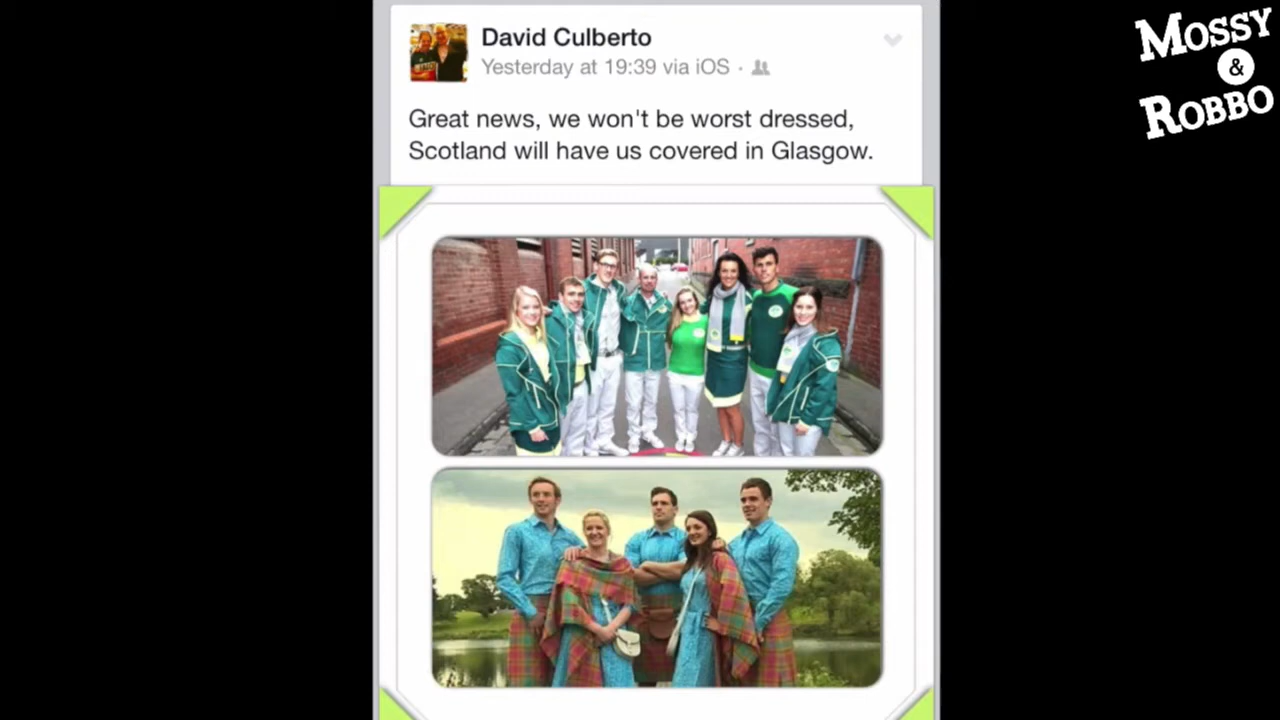 David Culberto
Yesterday at 19:39 via iOS ·
Great news, we won't be worst dressed,
Scotland will have us covered in Glasgow.
MOSSY
&
ROBBO